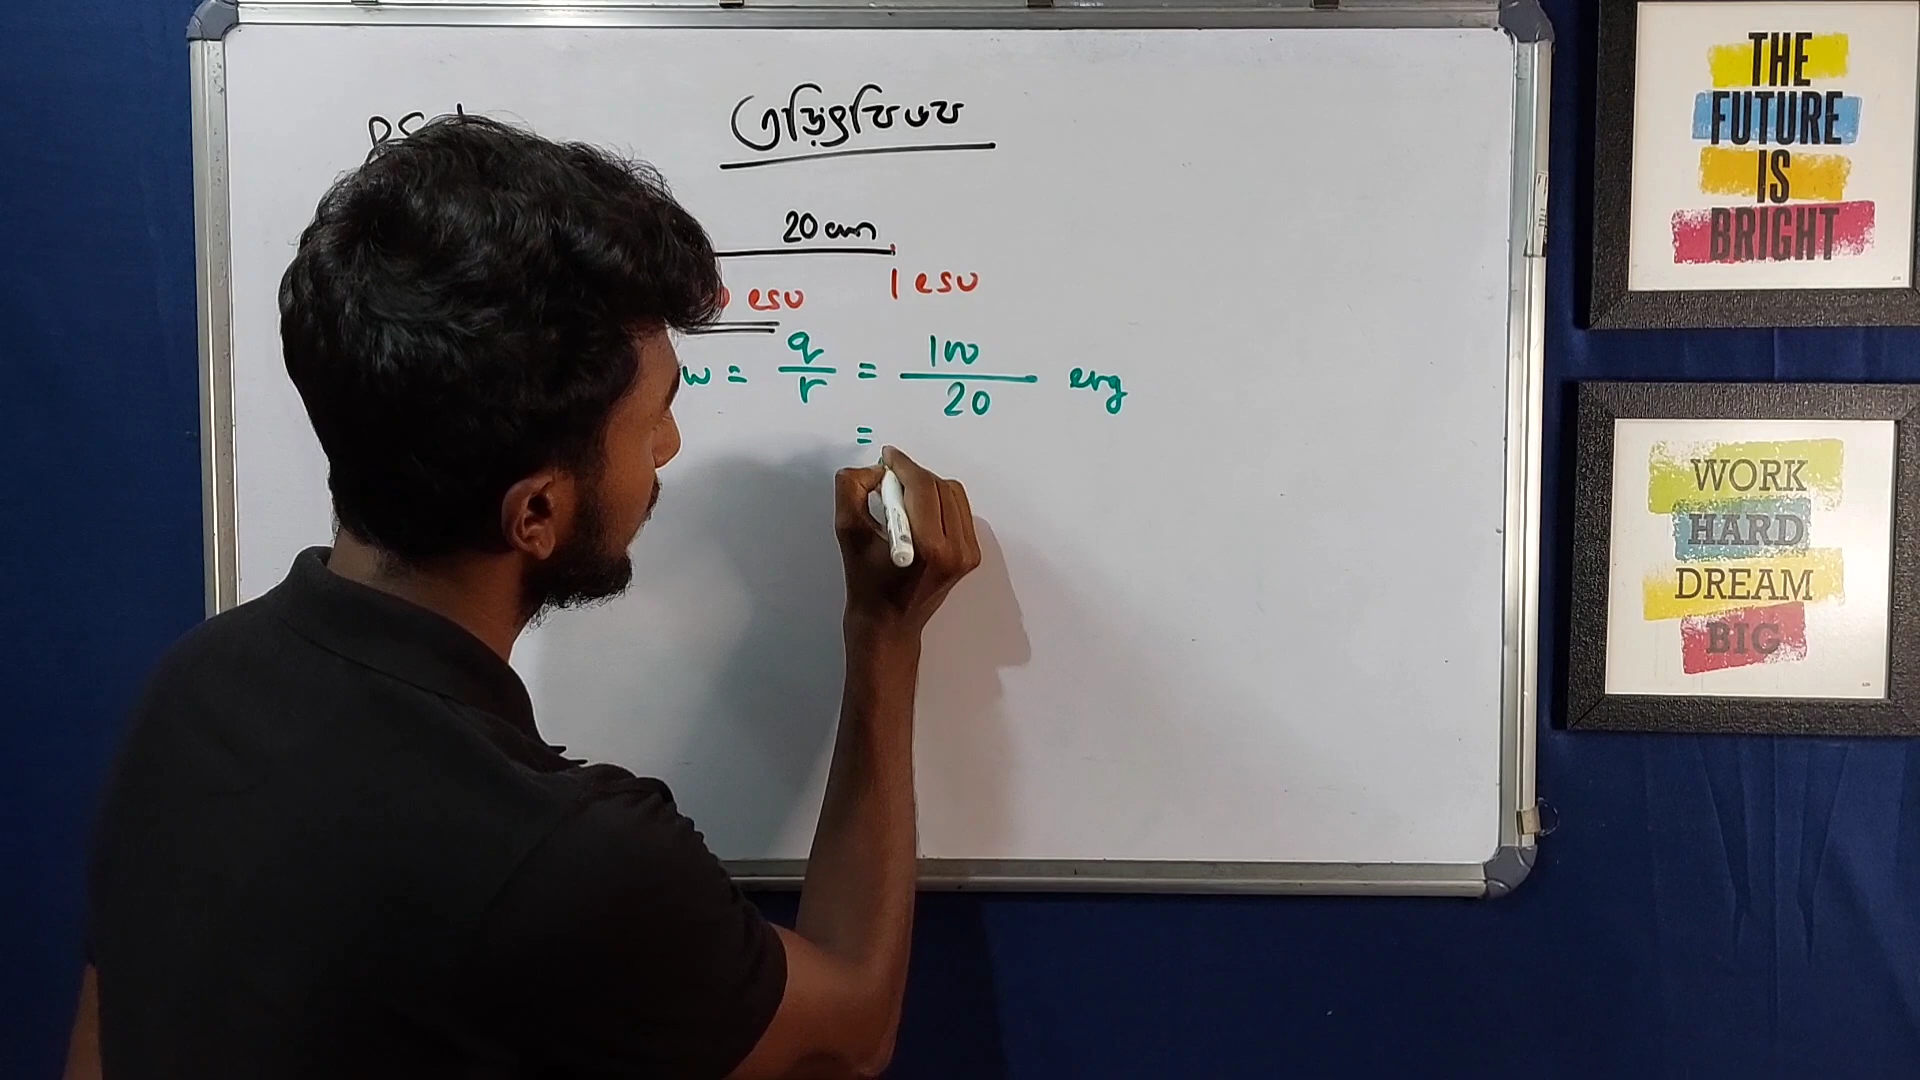 তড়িৎবিভব
20 cm
esu 1 esu
w = q/r = 100/20 erg
=
THE
FUTURE
IS
BRIGHT
WORK
HARD
DREAM
BIG